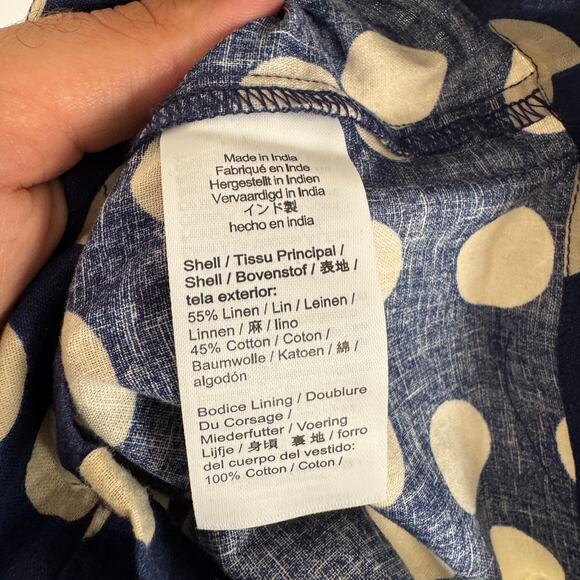 Made in India
Fabriqué en Inde
Hergestellt in Indien
Vervaardigd in India
インド製
hecho en india
Shell / Tissu Principal /
Shell / Bovenstof / 表地 /
tela exterior:
55% Linen / Lin / Leinen /
Linnen / 麻 / lino
45% Cotton / Coton /
Baumwolle / Katoen / 綿 /
algodón
Bodice Lining / Doublure
Du Corsage /
Miederfutter / Voering
Lijfje / 身頃 裏地 / forro
del cuerpo del vestido:
100% Cotton / Coton /